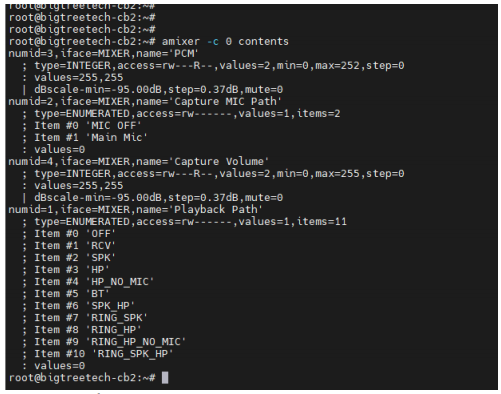 root@bigtreetech-cb2:~#
root@bigtreetech-cb2:~#
root@bigtreetech-cb2:~#
root@bigtreetech-cb2:~# amixer -c 0 contents
numid=3,iface=MIXER,name='PCM'
  ; type=INTEGER,access=rw---R--,values=2,min=0,max=252,step=0
  : values=255,255
  | dBscale-min=-95.00dB,step=0.37dB,mute=0
numid=2,iface=MIXER,name='Capture MIC Path'
  ; type=ENUMERATED,access=rw------,values=1,items=2
  ; Item #0 'MIC OFF'
  ; Item #1 'Main Mic'
  : values=0
numid=4,iface=MIXER,name='Capture Volume'
  ; type=INTEGER,access=rw---R--,values=2,min=0,max=255,step=0
  : values=255,255
  | dBscale-min=-95.00dB,step=0.37dB,mute=0
numid=1,iface=MIXER,name='Playback Path'
  ; type=ENUMERATED,access=rw------,values=1,items=11
  ; Item #0 'OFF'
  ; Item #1 'RCV'
  ; Item #2 'SPK'
  ; Item #3 'HP'
  ; Item #4 'HP_NO_MIC'
  ; Item #5 'BT'
  ; Item #6 'SPK_HP'
  ; Item #7 'RING_SPK'
  ; Item #8 'RING_HP'
  ; Item #9 'RING_HP_NO_MIC'
  ; Item #10 'RING_SPK_HP'
  : values=0
root@bigtreetech-cb2:~#